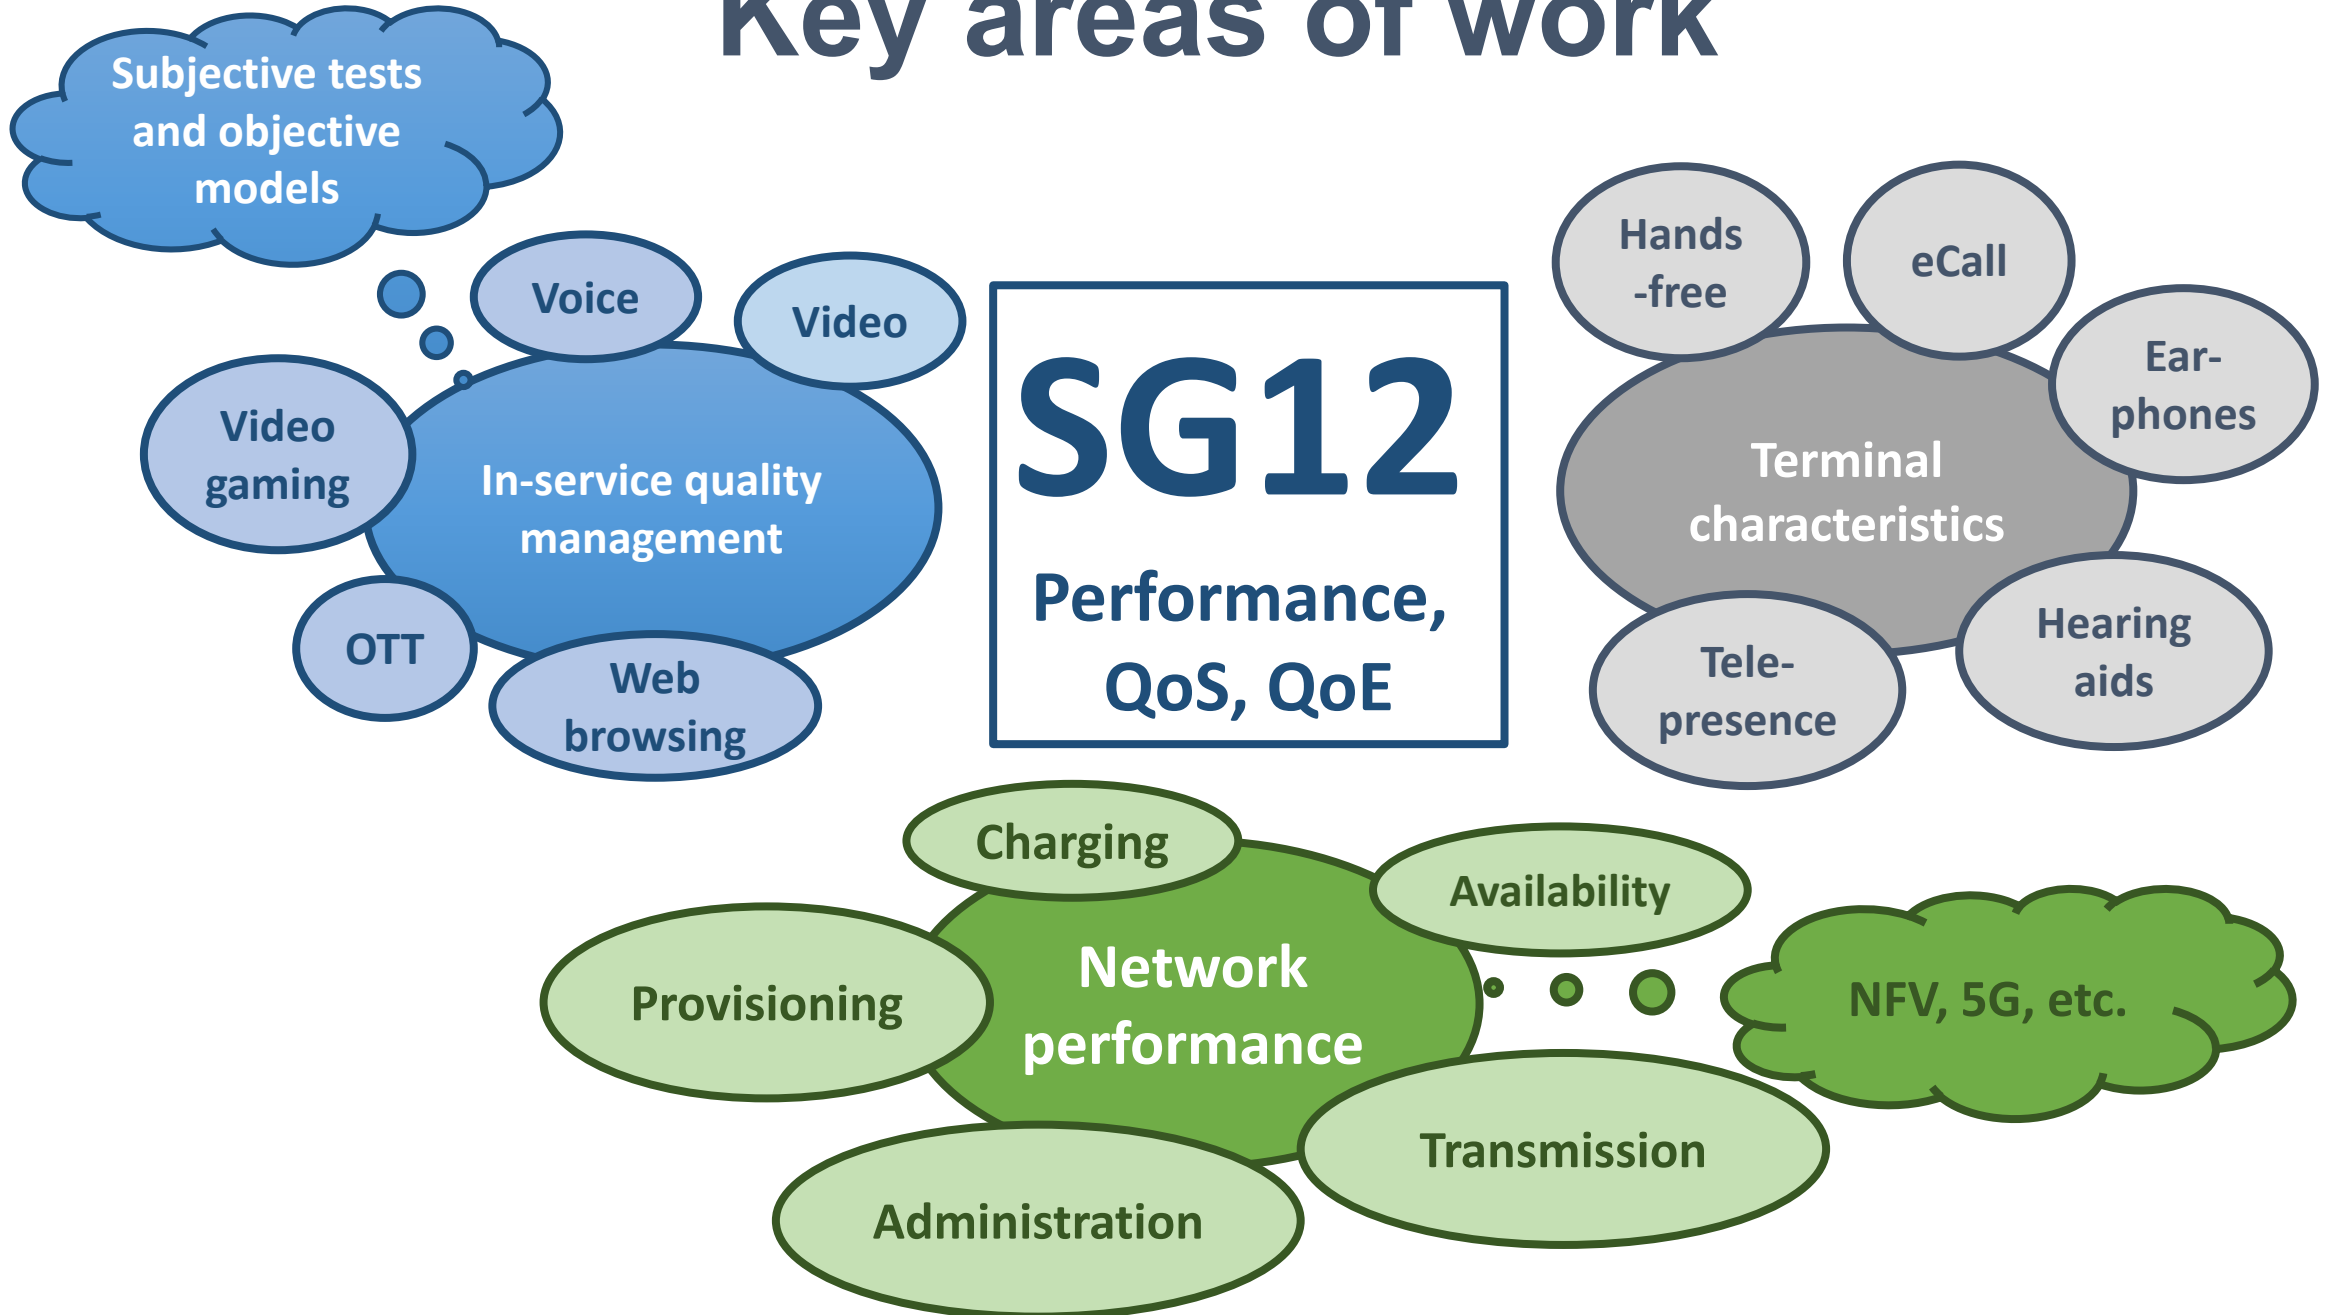 Key areas of work
Subjective tests
and objective
models
Voice
Video
Video
gaming
In-service quality
management
OTT
Web
browsing
SG12
Performance,
QoS, QoE
Hands
-free
eCall
Ear-
phones
Terminal
characteristics
Hearing
aids
Tele-
presence
Charging
Availability
Provisioning
Network
performance
NFV, 5G, etc.
Transmission
Administration